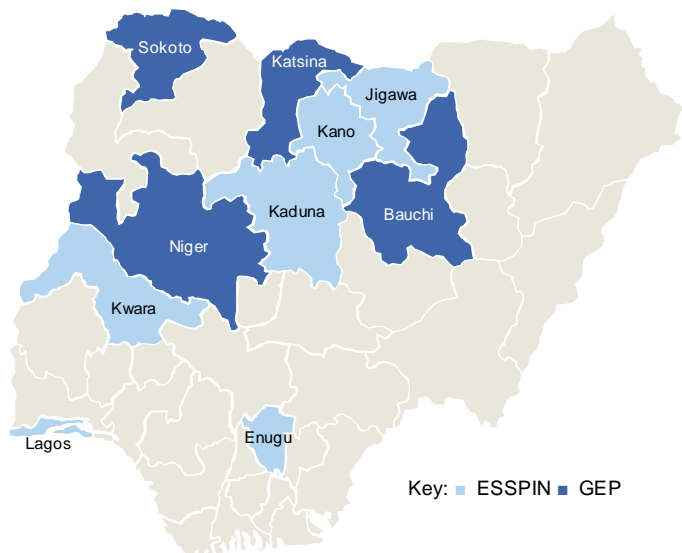 Sokoto
Katsina
Jigawa
Kano
Kaduna
Bauchi
Niger
Kwara
Lagos
Enugu
Key: ESSPIN GEP